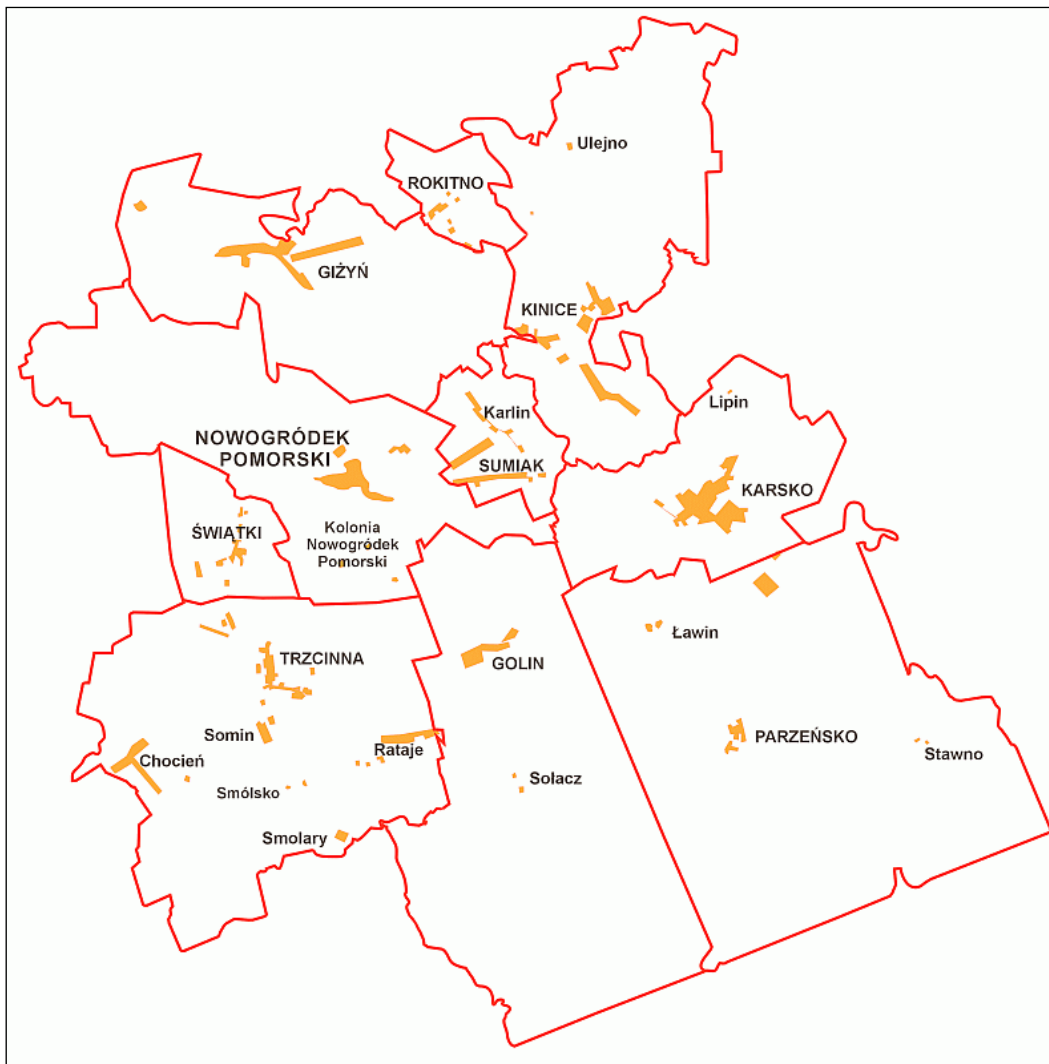 Ulejno
ROKITNO
GIŻYŃ
KINICE
Lipin
Karlin
NOWOGRÓDEK
POMORSKI
SUMIAK
KARSKO
ŚWIĄTKI
Kolonia
Nowogródek
Pomorski
Ławin
TRZCINNA
GOLIN
Somin
PARZEŃSKO
Rataje
Stawno
Chocień
Solacz
Smólsko
Smolary